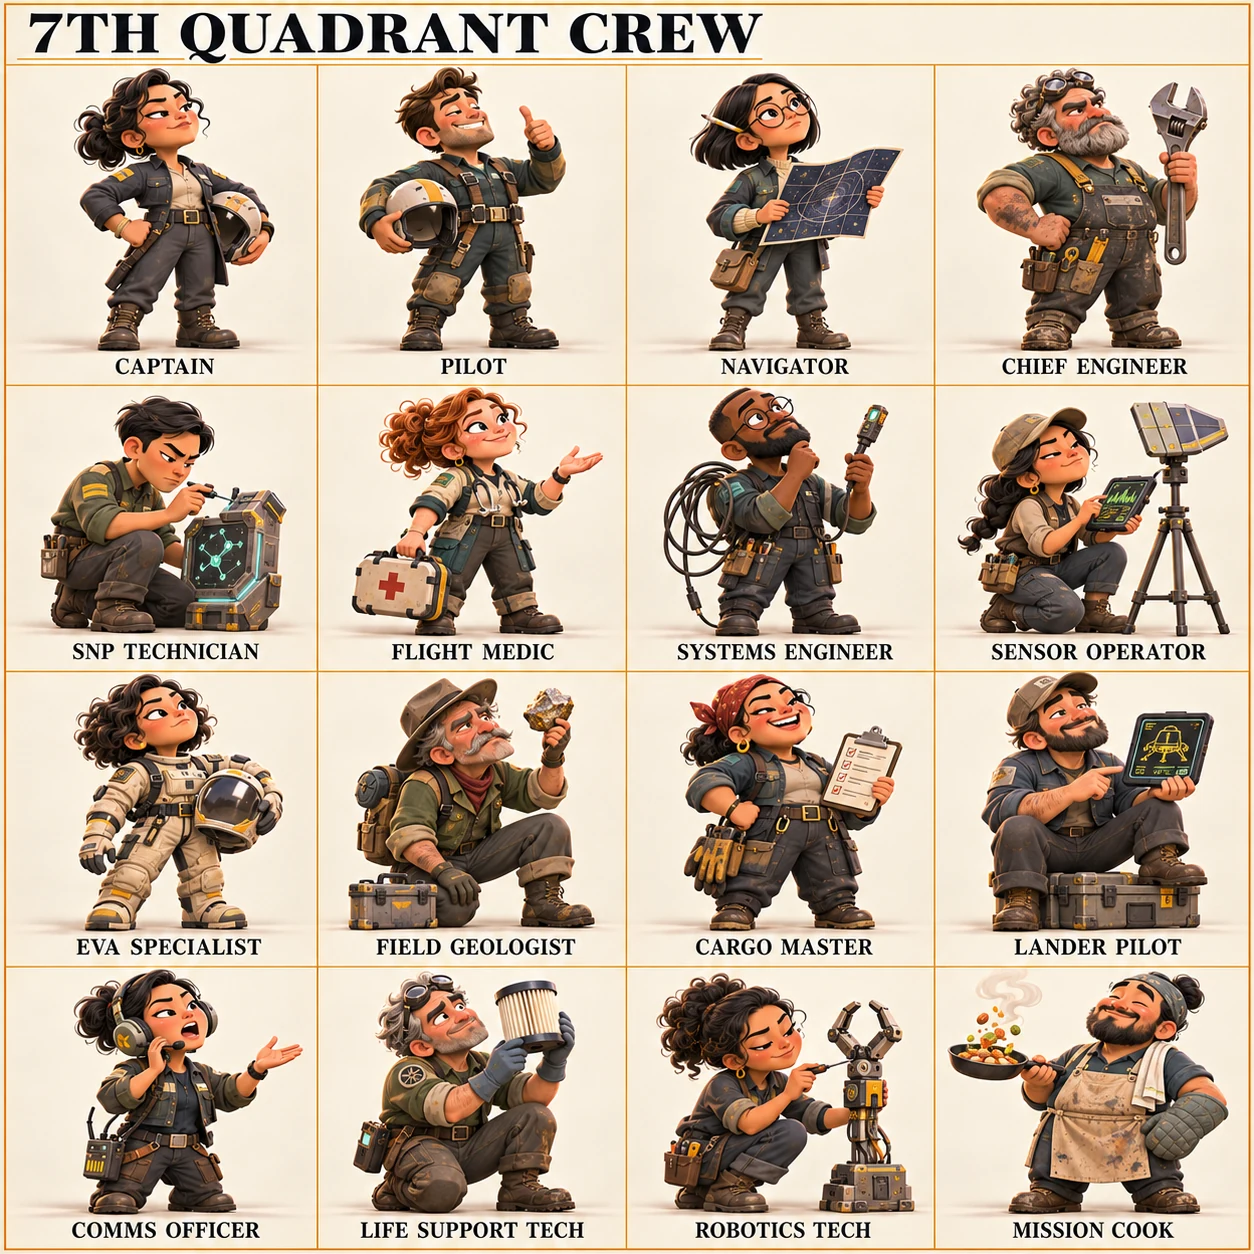 7TH QUADRANT CREW
CAPTAIN
PILOT
NAVIGATOR
CHIEF ENGINEER
SNP TECHNICIAN
FLIGHT MEDIC
SYSTEMS ENGINEER
SENSOR OPERATOR
EVA SPECIALIST
FIELD GEOLOGIST
CARGO MASTER
LANDER PILOT
COMMS OFFICER
LIFE SUPPORT TECH
ROBOTICS TECH
MISSION COOK